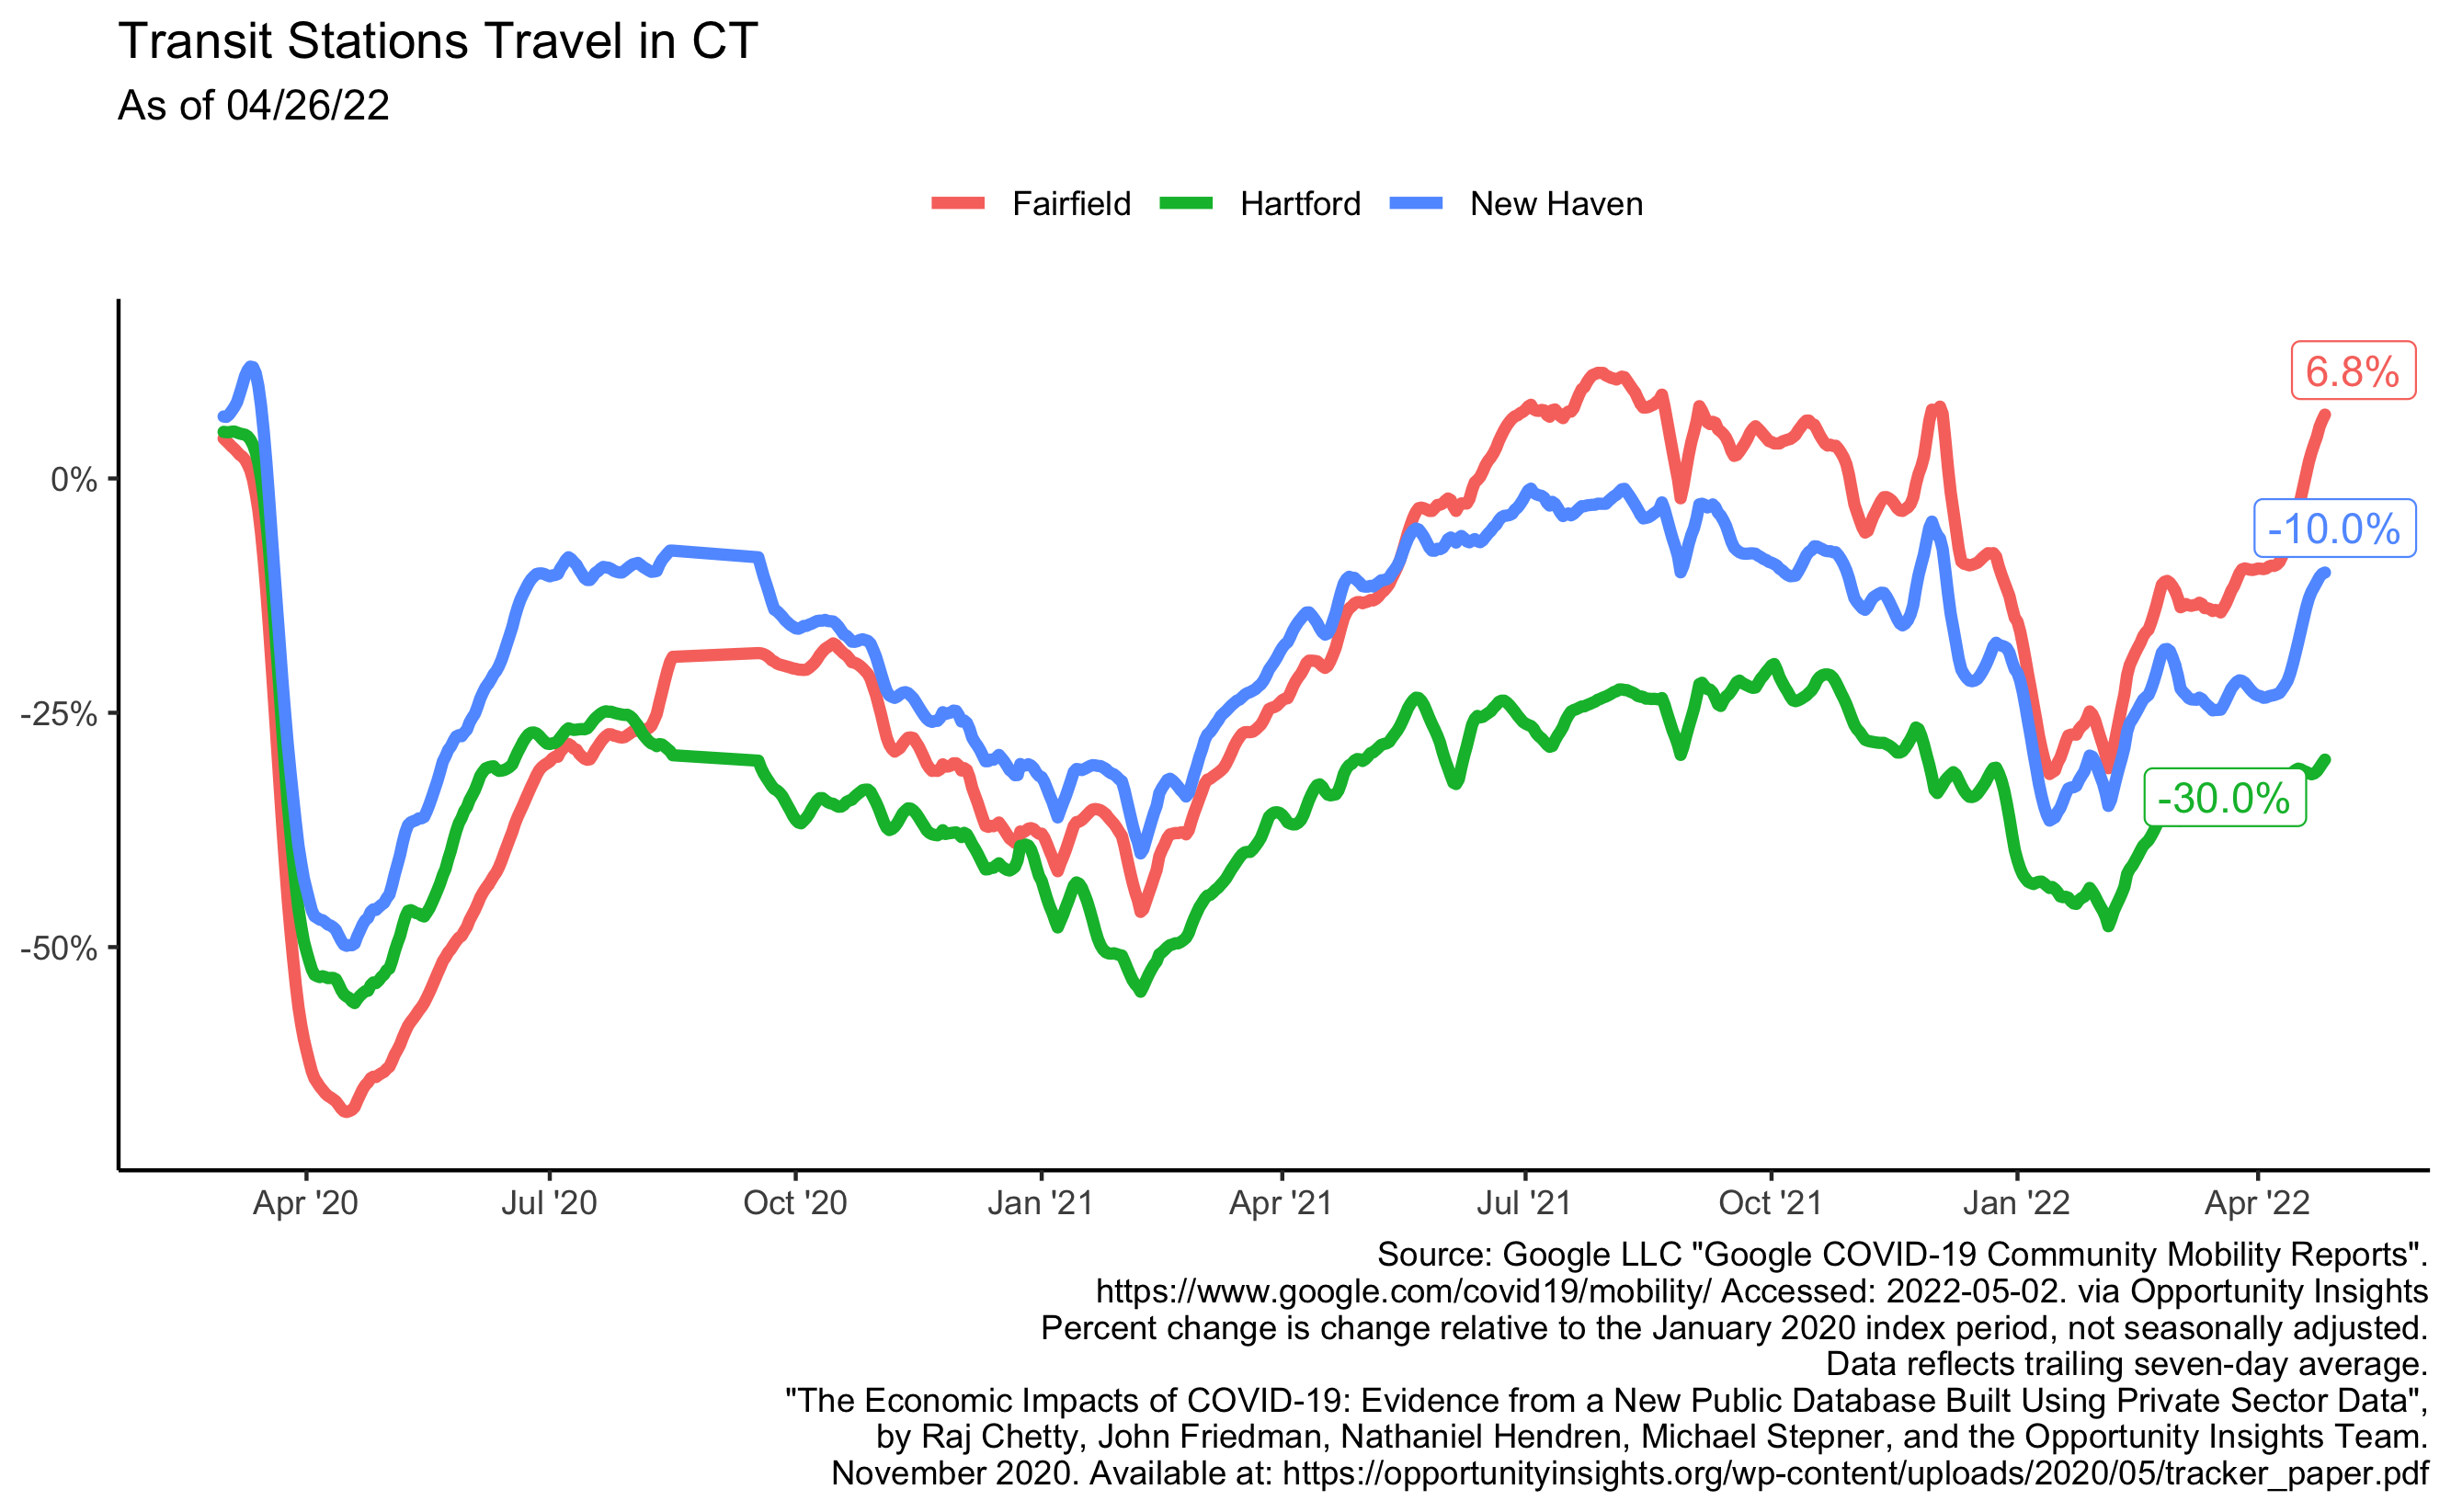 Transit Stations Travel in CT
As of 04/26/22
Fairfield Hartford New Haven
6.8%
0%
-10.0%
-25%
-30.0%
-50%
Apr '20 Jul '20 Oct '20 Jan '21 Apr '21 Jul '21 Oct '21 Jan '22 Apr '22
Source: Google LLC "Google COVID-19 Community Mobility Reports".
https://www.google.com/covid19/mobility/ Accessed: 2022-05-02. via Opportunity Insights
Percent change is change relative to the January 2020 index period, not seasonally adjusted.
Data reflects trailing seven-day average.
"The Economic Impacts of COVID-19: Evidence from a New Public Database Built Using Private Sector Data",
by Raj Chetty, John Friedman, Nathaniel Hendren, Michael Stepner, and the Opportunity Insights Team.
November 2020. Available at: https://opportunityinsights.org/wp-content/uploads/2020/05/tracker_paper.pdf